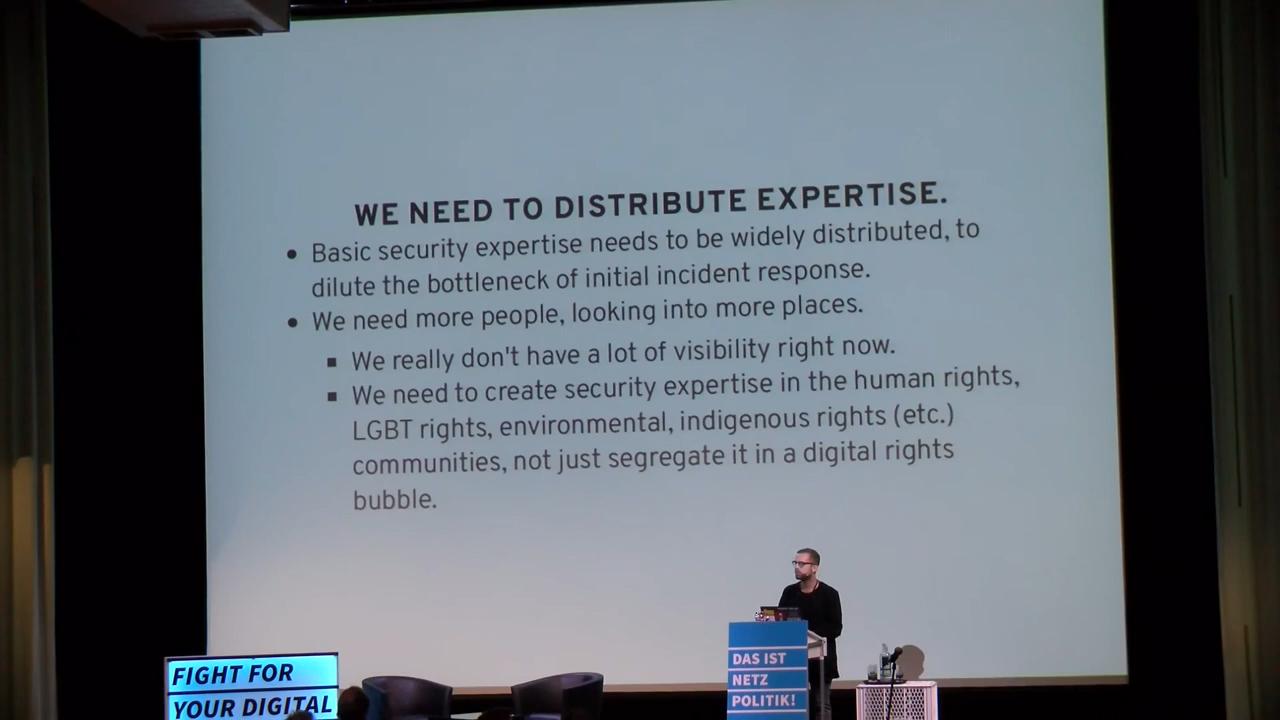 WE NEED TO DISTRIBUTE EXPERTISE.
Basic security expertise needs to be widely distributed, to
dilute the bottleneck of initial incident response.
We need more people, looking into more places.
We really don't have a lot of visibility right now.
We need to create security expertise in the human rights,
LGBT rights, environmental, indigenous rights (etc.)
communities, not just segregate it in a digital rights
bubble.
FIGHT FOR
YOUR DIGITAL
DAS IST
NETZ
POLITIK!